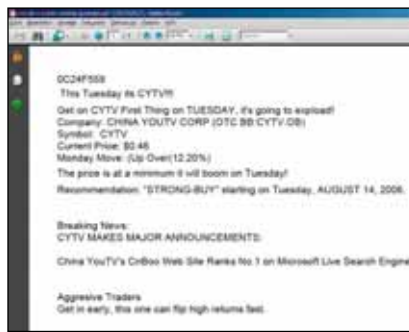 0C24F558
This Tuesday its CYTV!!!
Get on CYTV First Thing on TUESDAY, it's going to expload!
Company: CHINA YOUTV CORP (OTC BB:CYTV.OB)
Symbol: CYTV
Current Price: $0.46
Monday Move: (Up Over(12.20%)
The price is at a minimum it will boom on Tuesday!
Recommendation: "STRONG-BUY" starting on Tuesday, AUGUST 14, 2006.
Breaking News:
CYTV MAKES MAJOR ANNOUNCEMENTS:
China YouTV's CnBoo Web Site Ranks No.1 on Microsoft Live Search Engine
Aggresive Traders
Get in early, this one can flip high returns fast.